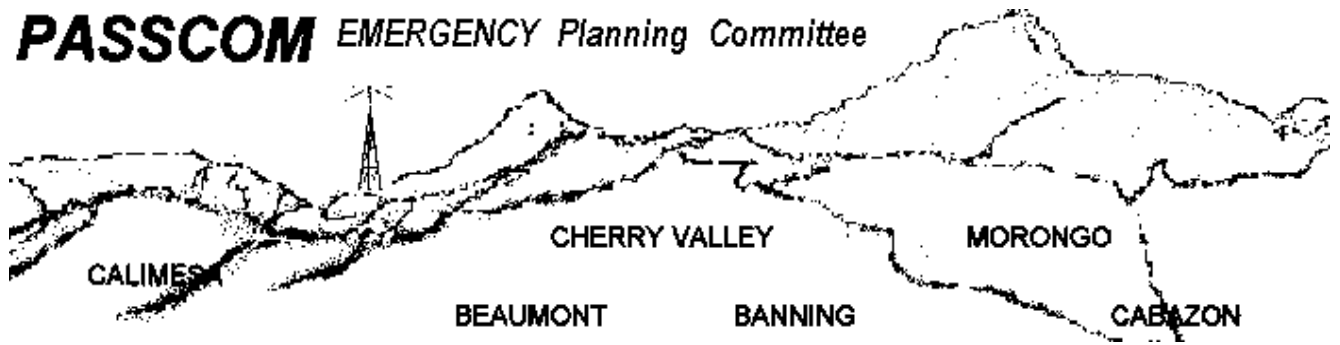 PASSCOM EMERGENCY Planning Committee
CHERRY VALLEY
MORONGO
CALIMESA
BEAUMONT
BANNING
CABAZON